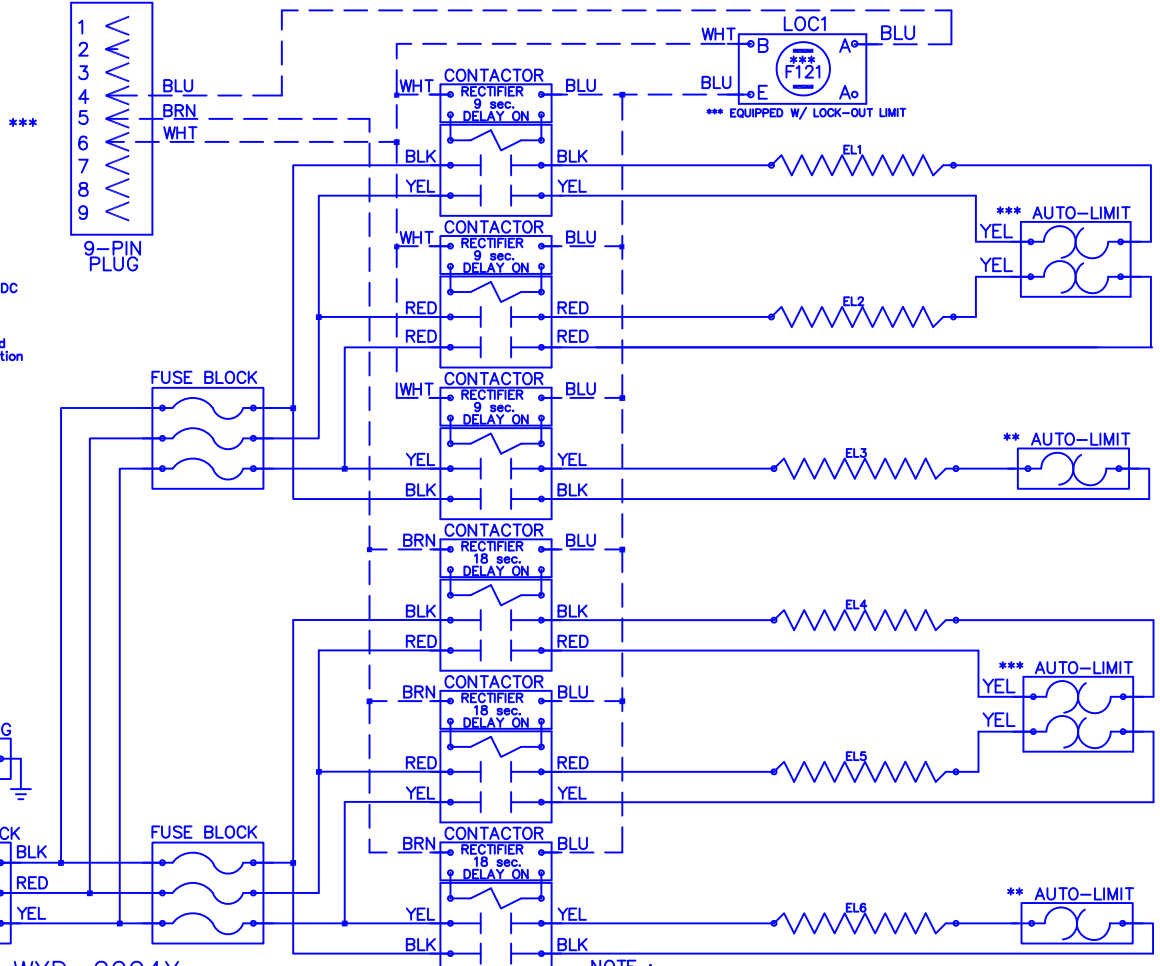 1
2
3
4
5
6
7
8
9
***
9-PIN
PLUG
BLU
BRN
WHT
LOC1
WHT
B
A
BLU
***
F121
BLU
E
A
*** EQUIPPED W/ LOCK-OUT LIMIT
CONTACTOR
WHT
RECTIFIER
9 sec.
DELAY ON
BLU
BLK
BLK
EL1
YEL
YEL
*** AUTO-LIMIT
YEL
YEL
CONTACTOR
WHT
RECTIFIER
9 sec.
DELAY ON
BLU
DC
RED
RED
EL2
RED
RED
d
tion
FUSE BLOCK
CONTACTOR
WHT
RECTIFIER
9 sec.
DELAY ON
BLU
YEL
YEL
EL3
** AUTO-LIMIT
BLK
BLK
CONTACTOR
BRN
RECTIFIER
18 sec.
DELAY ON
BLU
BLK
BLK
EL4
RED
RED
*** AUTO-LIMIT
YEL
YEL
CONTACTOR
BRN
RECTIFIER
18 sec.
DELAY ON
BLU
G
RED
RED
EL5
YEL
YEL
CK
FUSE BLOCK
CONTACTOR
BRN
RECTIFIER
18 sec.
DELAY ON
BLU
BLK
RED
YEL
YEL
YEL
EL6
** AUTO-LIMIT
BLK
BLK
NOTE :